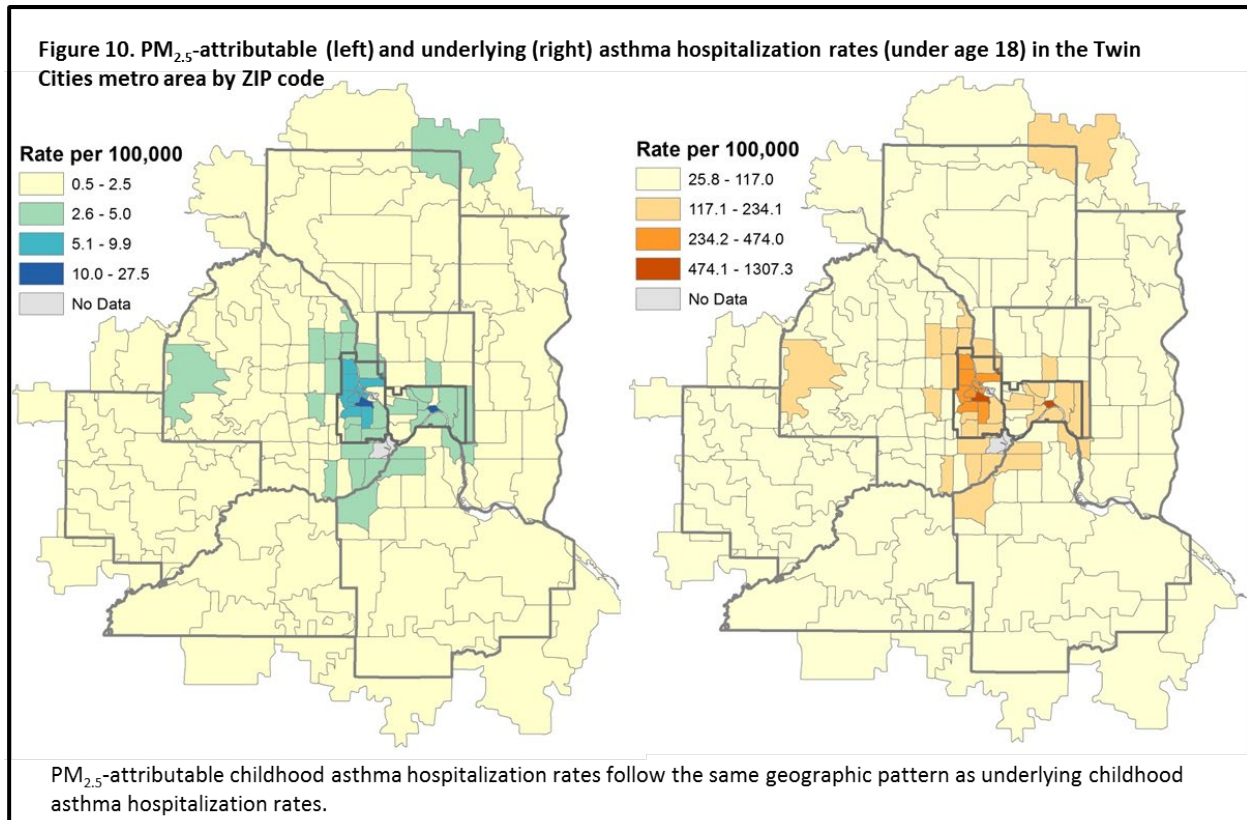 Figure 10. PM2.5-attributable (left) and underlying (right) asthma hospitalization rates (under age 18) in the Twin
Cities metro area by ZIP code
Rate per 100,000
0.5 - 2.5
2.6 - 5.0
5.1 - 9.9
10.0 - 27.5
No Data
Rate per 100,000
25.8 - 117.0
117.1 - 234.1
234.2 - 474.0
474.1 - 1307.3
No Data
PM2.5-attributable childhood asthma hospitalization rates follow the same geographic pattern as underlying childhood
asthma hospitalization rates.